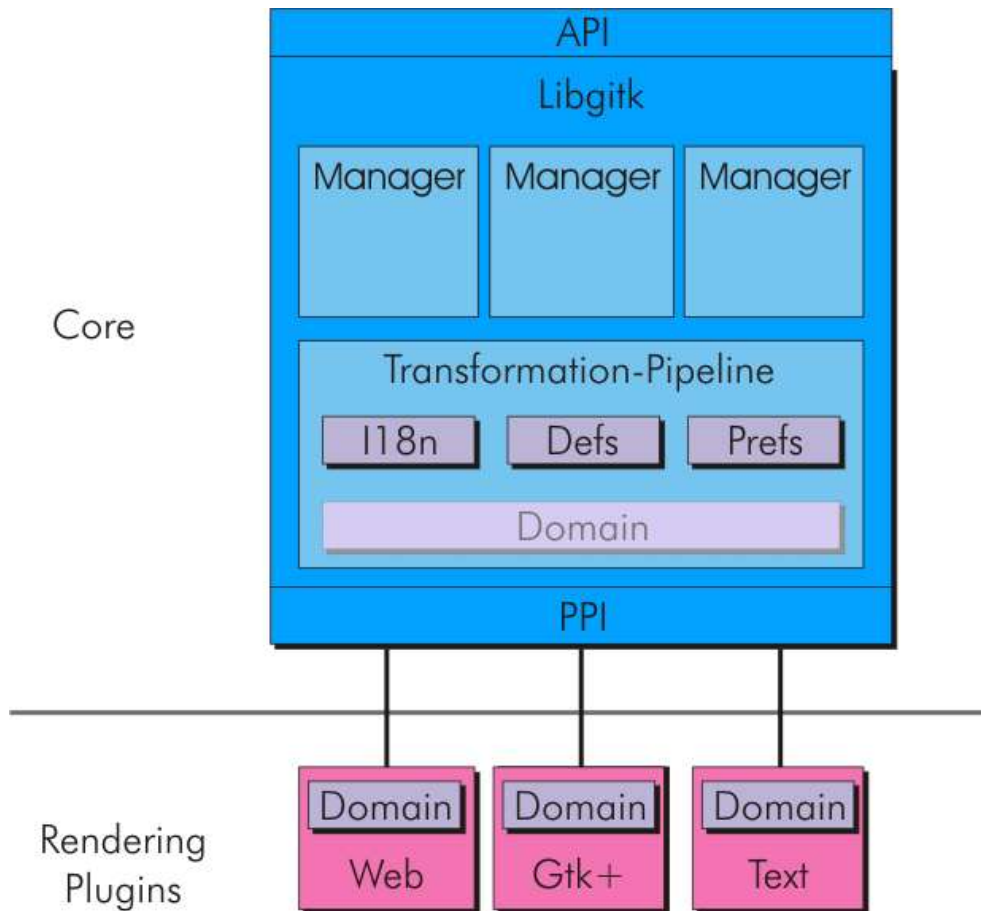 API
Libgitk
Manager Manager Manager
Core
Transformation-Pipeline
I18n Defs Prefs
Domain
PPI
Domain Domain Domain
Rendering
Plugins
Web Gtk+ Text